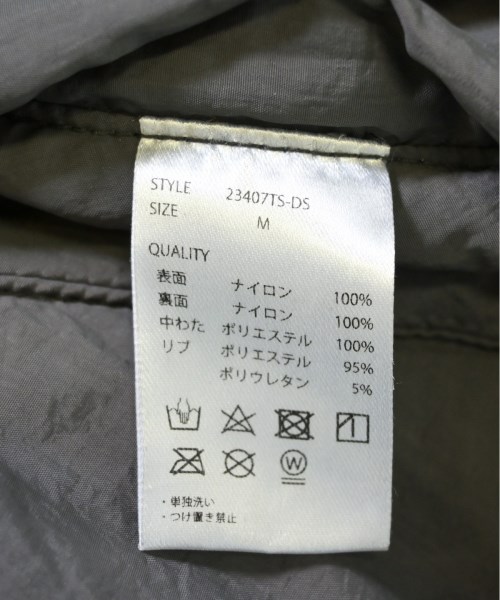 STYLE 23407TS-DS
SIZE M
QUALITY
表面 ナイロン 100%
裏面 ナイロン 100%
中わた ポリエステル 100%
リブ ポリエステル 95%
ポリウレタン 5%
W
・単独洗い
・つけ置き禁止